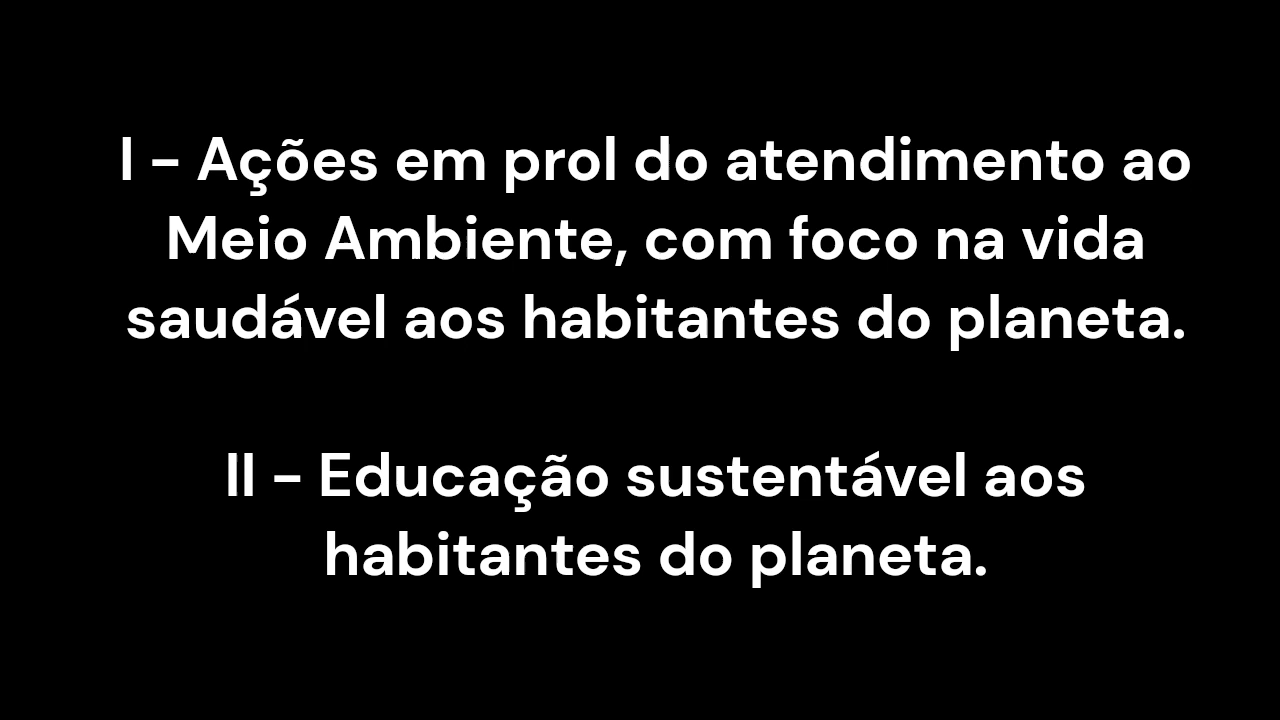 I - Ações em prol do atendimento ao
Meio Ambiente, com foco na vida
saudável aos habitantes do planeta.
II - Educação sustentável aos
habitantes do planeta.